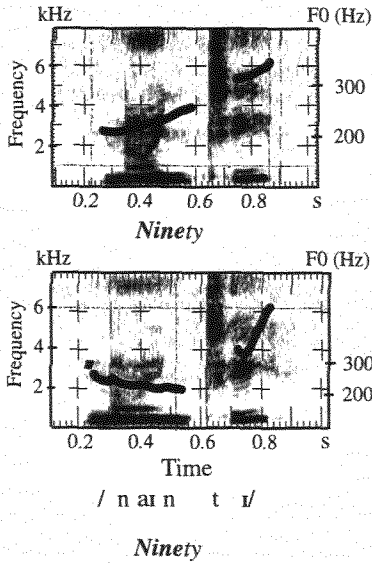 kHz F0 (Hz)
6
300
4
200
2
Frequency
0.2 0.4 0.6 0.8 s
Ninety
kHz F0 (Hz)
6
4
300
2
200
Frequency
0.2 0.4 0.6 0.8 s
Time
/ n aɪ n t ɪ/
Ninety